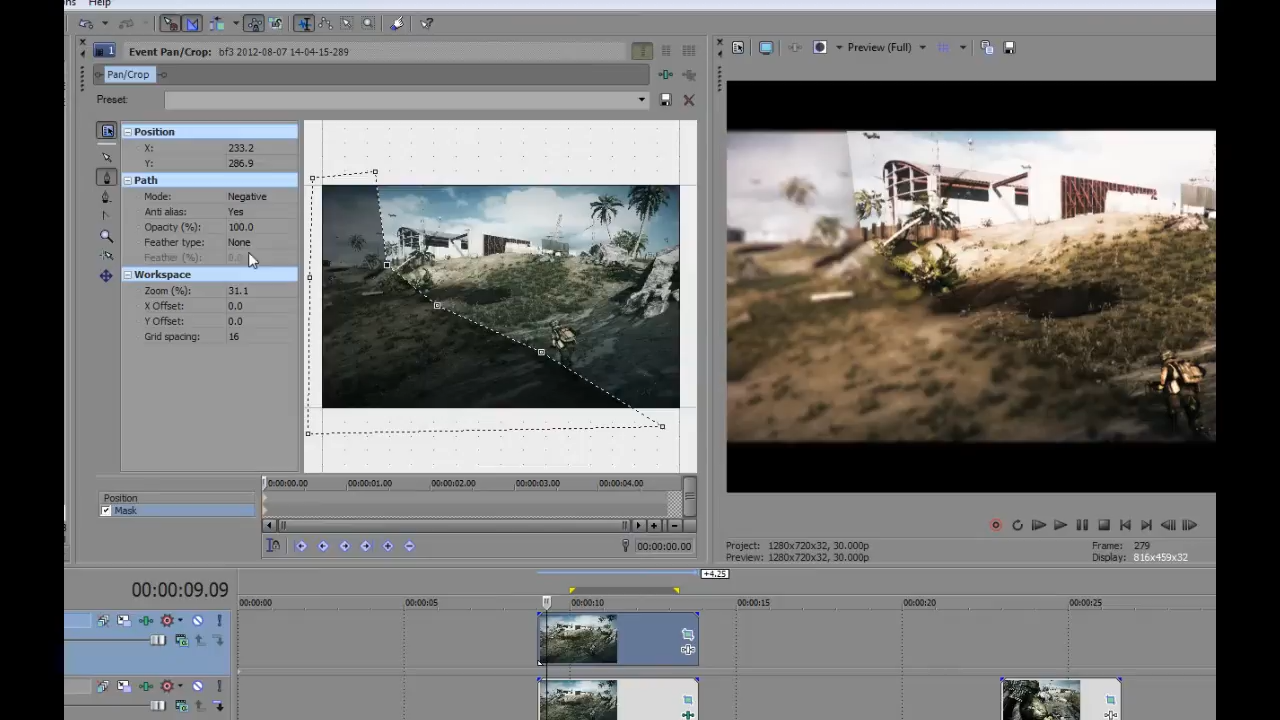 Help
1 Event Pan/Crop: bf3 2012-08-07 14-04-15-289
Pan/Crop
Preset:
Position
X: 233.2
Y: 286.9
Path
Mode: Negative
Anti alias: Yes
Opacity (%): 100.0
Feather type: None
Feather (%): 0.0
Workspace
Zoom (%): 31.1
X Offset: 0.0
Y Offset: 0.0
Grid spacing: 16
Preview (Full)
0:00:00.00 00:00:01.00 00:00:02.00 00:00:03.00 00:00:04.00
Position
Mask
00:00:00.00
Project: 1280x720x32, 30.000p
Preview: 1280x720x32, 30.000p
Frame: 279
Display: 816x459x32
+4.25
00:00:09.09
00:00:00 00:00:05 00:00:10 00:00:15 00:00:20 00:00:25